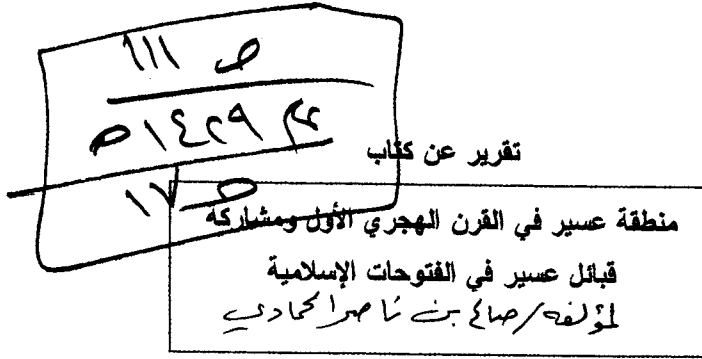 ص ١١١
١٤٢٩ ص
ص ١٧
تقرير عن كتاب
منطقة عسير في القرن الهجري الأول ومشاركة
قبائل عسير في الفتوحات الإسلامية
لمؤلفه / صالح بن ناصر الحمادي